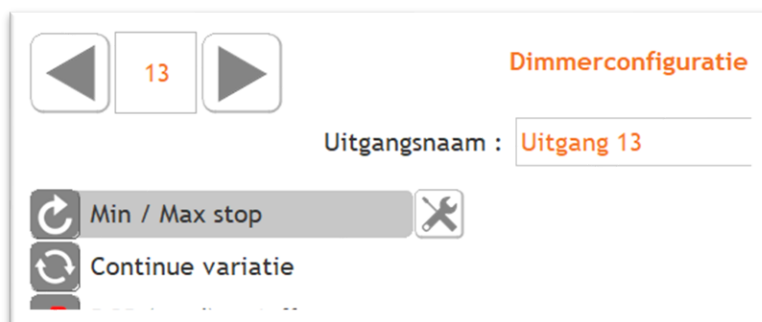 13
Dimmerconfiguratie
Uitgangsnaam : Uitgang 13
Min / Max stop
Continue variatie